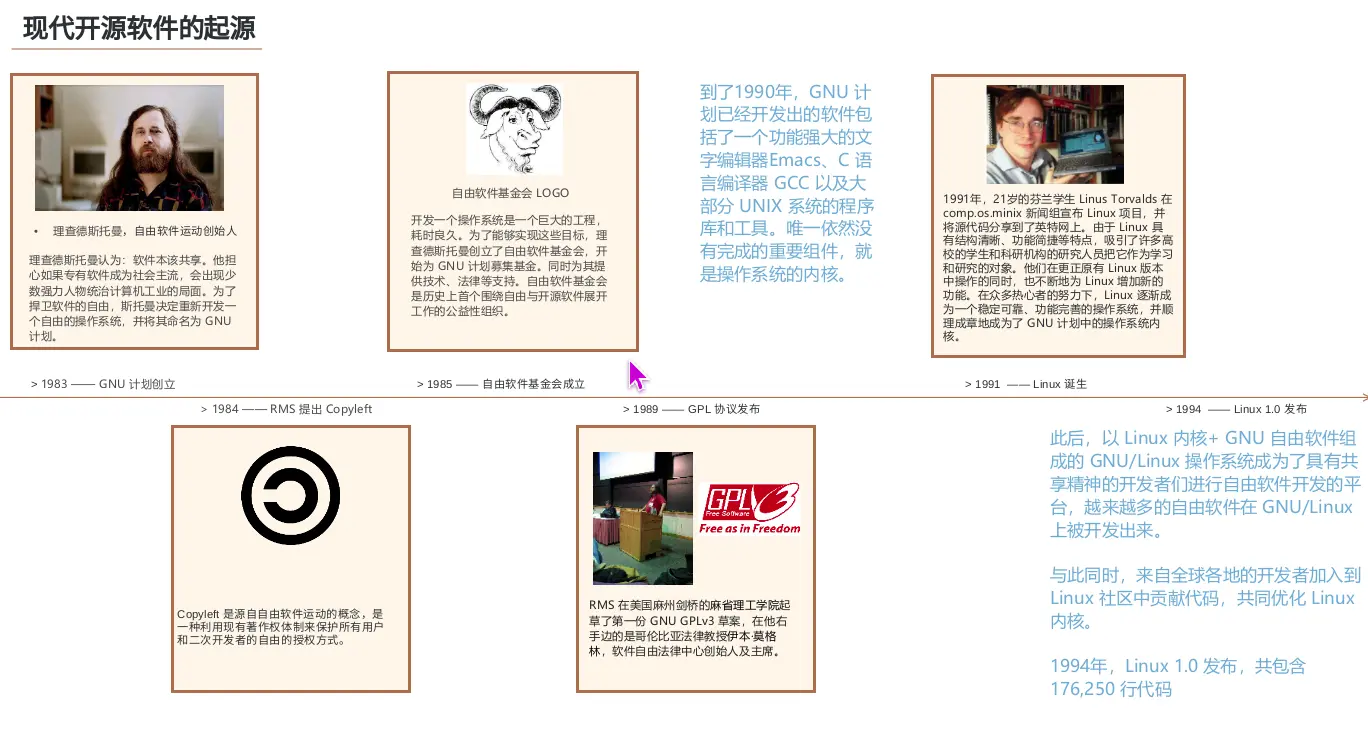 现代开源软件的起源
• 理查德斯托曼，自由软件运动创始人
理查德斯托曼认为：软件本该共享。他担
心如果专有软件成为社会主流，会出现少
数强力人物统治计算机工业的局面。为了
捍卫软件的自由，斯托曼决定重新开发一
个自由的操作系统，并将其命名为 GNU
计划。
自由软件基金会 LOGO
开发一个操作系统是一个巨大的工程，
耗时良久。为了能够实现这些目标，理
查德斯托曼创立了自由软件基金会，开
始为 GNU 计划募集基金。同时为其提
供技术、法律等支持。自由软件基金会
是历史上首个围绕自由与开源软件展开
工作的公益性组织。
到了1990年，GNU 计
划已经开发出的软件包
括了一个功能强大的文
字编辑器Emacs、C 语
言编译器 GCC 以及大
部分 UNIX 系统的程序
库和工具。唯一依然没
有完成的重要组件，就
是操作系统的内核。
1991年，21岁的芬兰学生 Linus Torvalds 在
comp.os.minix 新闻组宣布 Linux 项目，并
将源代码分享到了英特网上。由于 Linux 具
有结构清晰、功能简捷等特点，吸引了许多高
校的学生和科研机构的研究人员把它作为学习
和研究的对象。他们在更正原有 Linux 版本
中操作的同时，也不断地为 Linux 增加新的
功能。在众多热心者的努力下，Linux 逐渐成
为一个稳定可靠、功能完善的操作系统，并顺
理成章地成为了 GNU 计划中的操作系统内
核。
> 1983 —— GNU 计划创立
> 1985 —— 自由软件基金会成立
> 1991 —— Linux 诞生
> 1984 —— RMS 提出 Copyleft
> 1989 —— GPL 协议发布
> 1994 —— Linux 1.0 发布
Copyleft 是源自自由软件运动的概念，是
一种利用现有著作权体制来保护所有用户
和二次开发者的自由的授权方式。
GPL v3
Free Software
Free as in Freedom
RMS 在美国麻州剑桥的麻省理工学院起
草了第一份 GNU GPLv3 草案，在他右
手边的是哥伦比亚法律教授伊本·莫格
林，软件自由法律中心创始人及主席。
此后，以 Linux 内核+ GNU 自由软件组
成的 GNU/Linux 操作系统成为了具有共
享精神的开发者们进行自由软件开发的平
台，越来越多的自由软件在 GNU/Linux
上被开发出来。
与此同时，来自全球各地的开发者加入到
Linux 社区中贡献代码，共同优化 Linux
内核。
1994年，Linux 1.0 发布，共包含
176,250 行代码